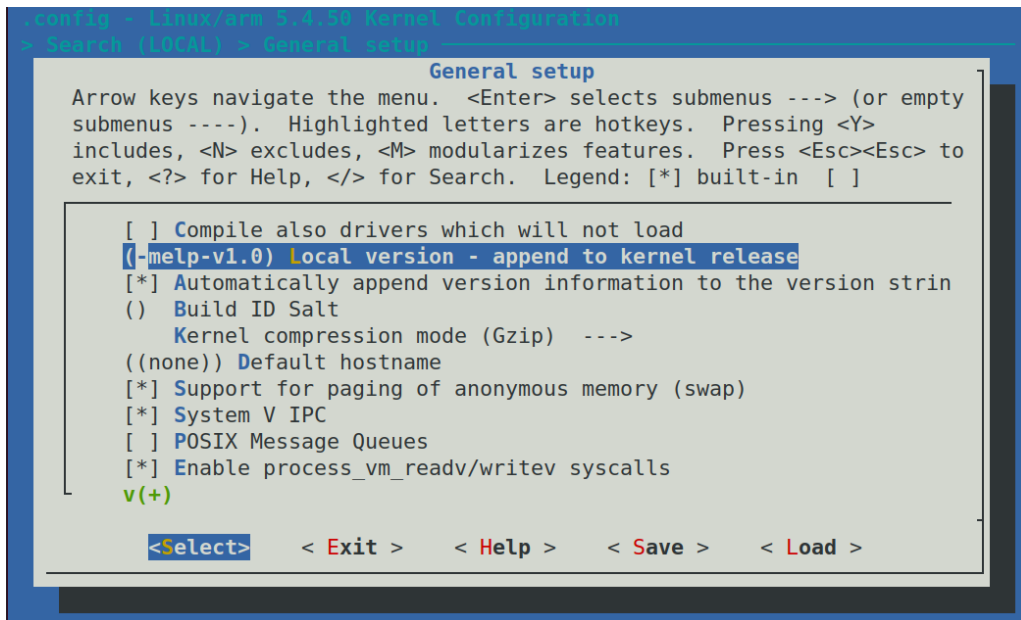 .config - Linux/arm 5.4.50 Kernel Configuration
> Search (LOCAL) > General setup
General setup
Arrow keys navigate the menu.  <Enter> selects submenus ---> (or empty
submenus ----).  Highlighted letters are hotkeys.  Pressing <Y>
includes, <N> excludes, <M> modularizes features.  Press <Esc><Esc> to
exit, <?> for Help, </> for Search.  Legend: [*] built-in  [ ]
[ ] Compile also drivers which will not load
(-melp-v1.0) Local version - append to kernel release
[*] Automatically append version information to the version strin
()  Build ID Salt
Kernel compression mode (Gzip)  --->
((none)) Default hostname
[*] Support for paging of anonymous memory (swap)
[*] System V IPC
[ ] POSIX Message Queues
[*] Enable process_vm_readv/writev syscalls
v(+)
<Select>    < Exit >    < Help >    < Save >    < Load >